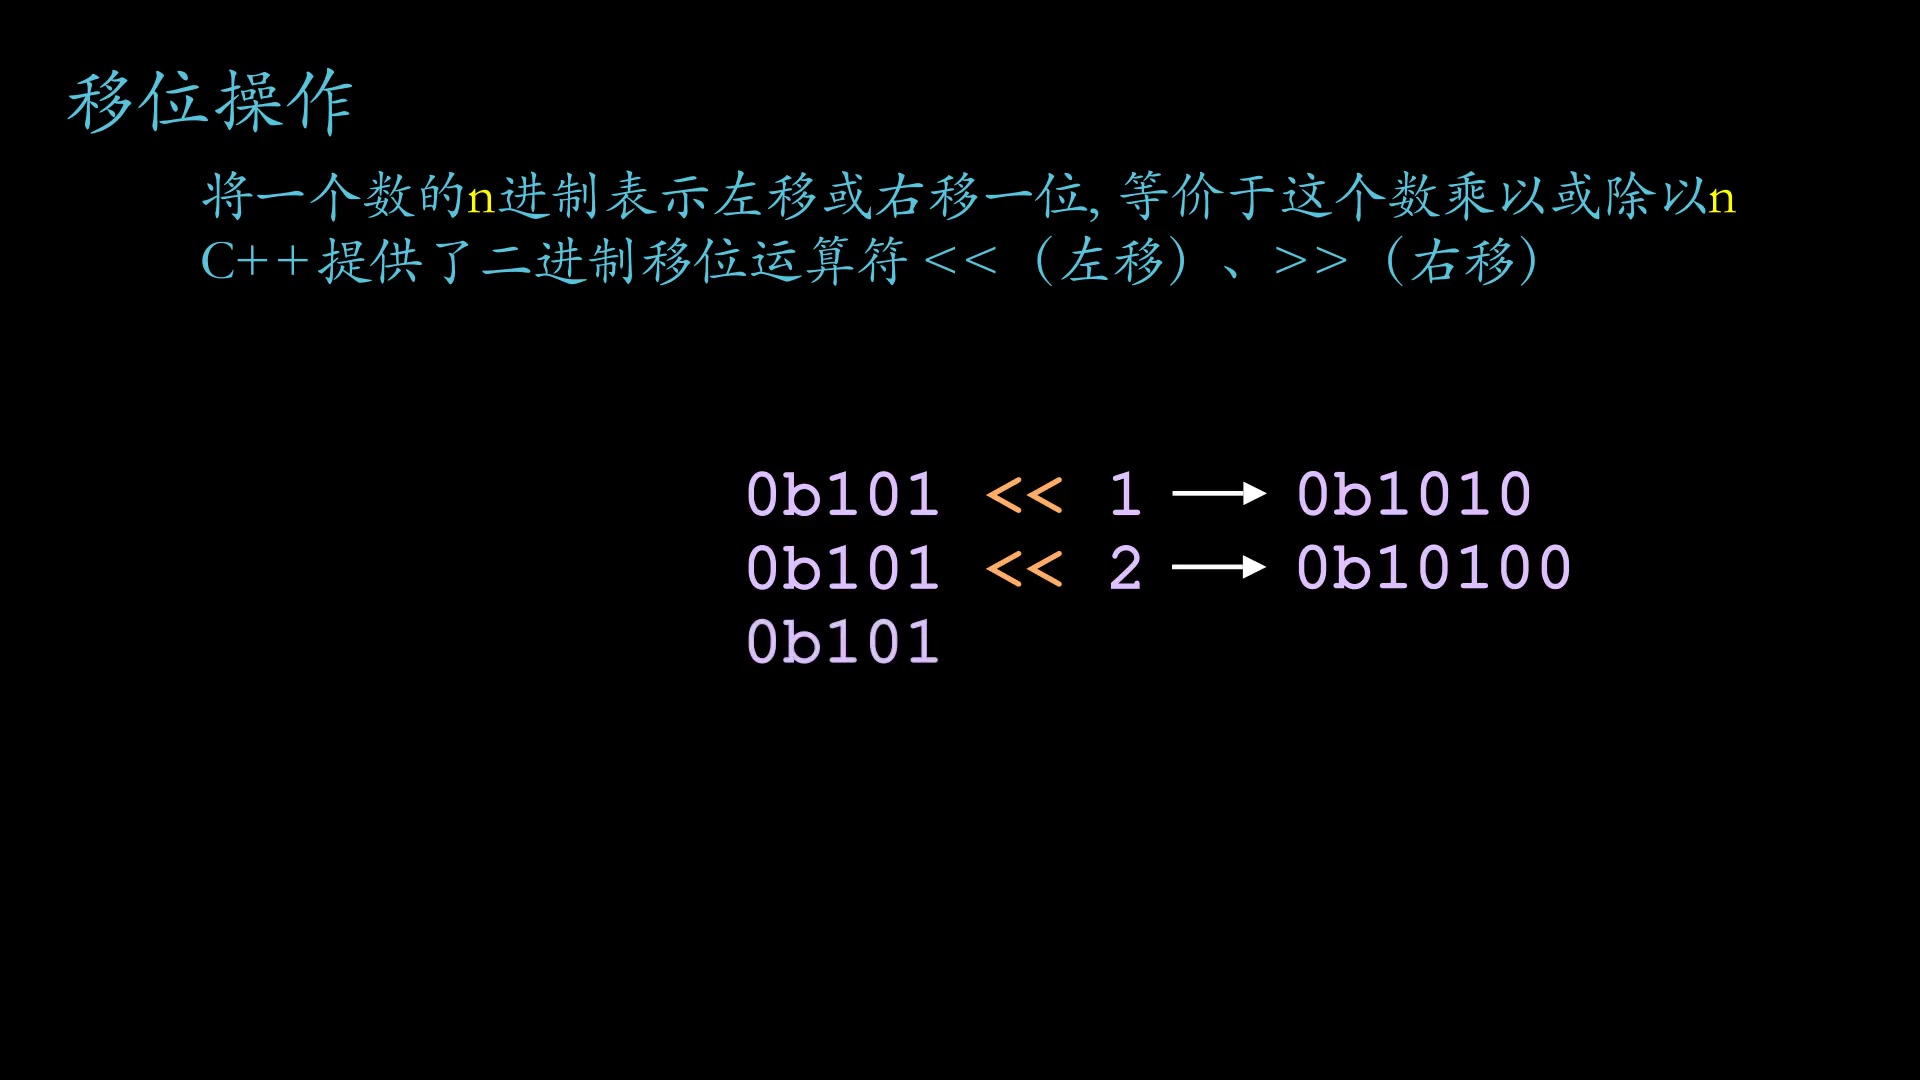 移位操作
将一个数的n进制表示左移或右移一位, 等价于这个数乘以或除以n
C++提供了二进制移位运算符 <<（左移）、>>（右移）
0b101 << 1 → 0b1010
0b101 << 2 → 0b10100
0b101